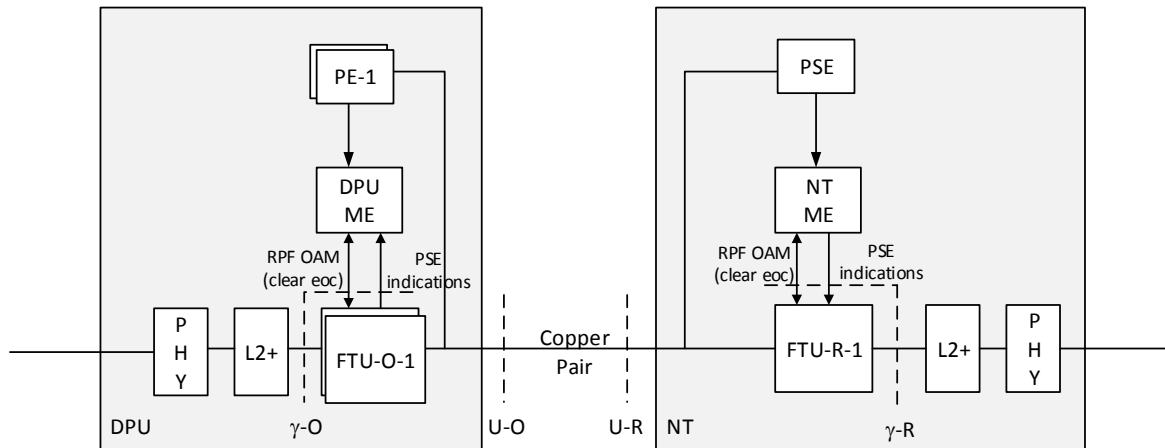 PE-1
PSE
DPU
ME
NT
ME
RPF OAM
(clear eoc)
PSE
indications
RPF OAM
(clear eoc)
PSE
indications
P
H
Y
L2+
FTU-O-1
Copper
Pair
FTU-R-1
L2+
P
H
Y
DPU
γ-O
U-O
U-R
NT
γ-R